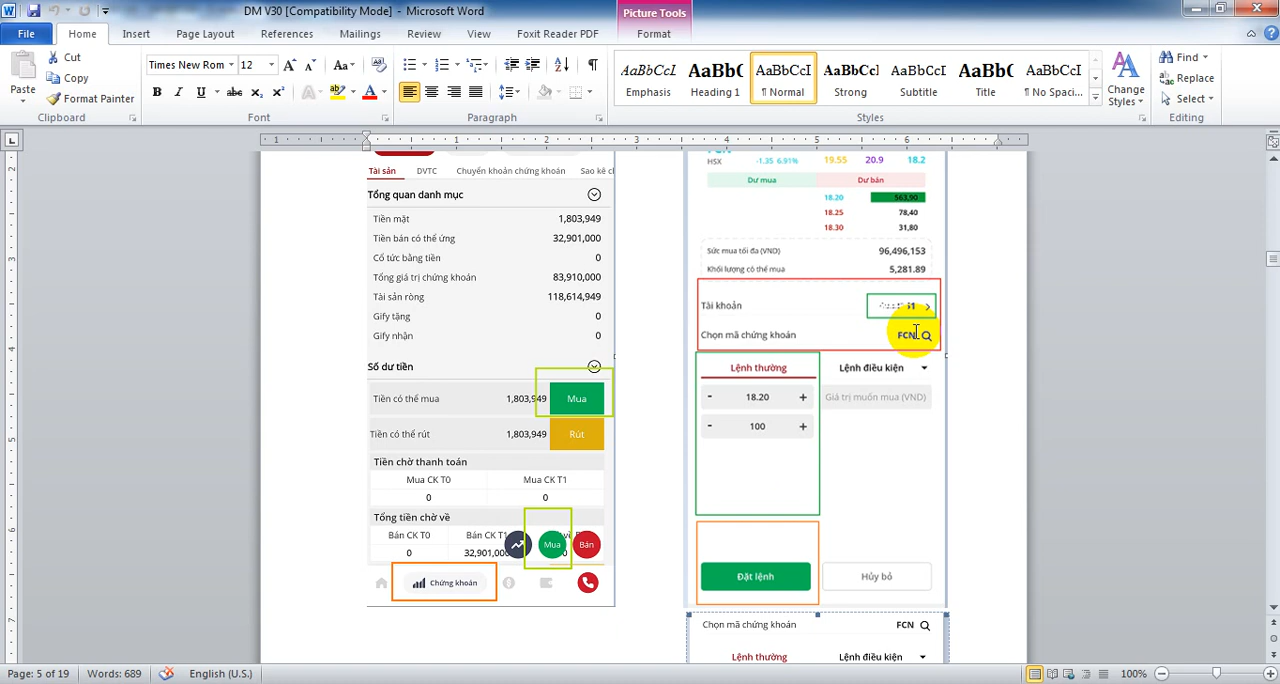 DM V30 [Compatibility Mode] - Microsoft Word
Picture Tools
File
Home
Insert
Page Layout
References
Mailings
Review
View
Foxit Reader PDF
Format
Paste
Cut
Copy
Format Painter
Clipboard
Times New Rom
12
Font
Paragraph
AaBbCcI
Emphasis
AaBb(
Heading 1
AaBbCcI
¶ Normal
AaBbCcl
Strong
AaBbCcI
Subtitle
AaBb(
Title
AaBbCcI
¶ No Spaci...
Styles
Change
Styles
Find
Replace
Select
Editing
Tài sản
DVTC
Chuyển khoản chứng khoán
Sao kê c
Tổng quan danh mục
Tiền mặt 1,803,949
Tiền bán có thể ứng 32,901,000
Cổ tức bằng tiền 0
Tổng giá trị chứng khoán 83,910,000
Tài sản ròng 118,614,949
Gify tặng 0
Gify nhận 0
Số dư tiền
Tiền có thể mua 1,803,949 Mua
Tiền có thể rút 1,803,949 Rút
Tiền chờ thanh toán
Mua CK T0 Mua CK T1
0 0
Tổng tiền chờ về
Bán CK T0 Bán CK T1
0 32,901,000
Mua
Bán
Chứng khoán
HSX -1.35 6.91% 19.55 20.9 18.2
Dư mua Dư bán
18.20 563,90
18.25 78,40
18.30 31,80
Sức mua tối đa (VND) 96,496,153
Khối lượng có thể mua 5,281.89
Tài khoản
Chọn mã chứng khoán FCN
Lệnh thường Lệnh điều kiện
- 18.20 + Giá trị muốn mua (VND)
- 100 +
Đặt lệnh Hủy bỏ
Chọn mã chứng khoán FCN
Lệnh thường Lệnh điều kiện
Page: 5 of 19
Words: 689
English (U.S.)
100%